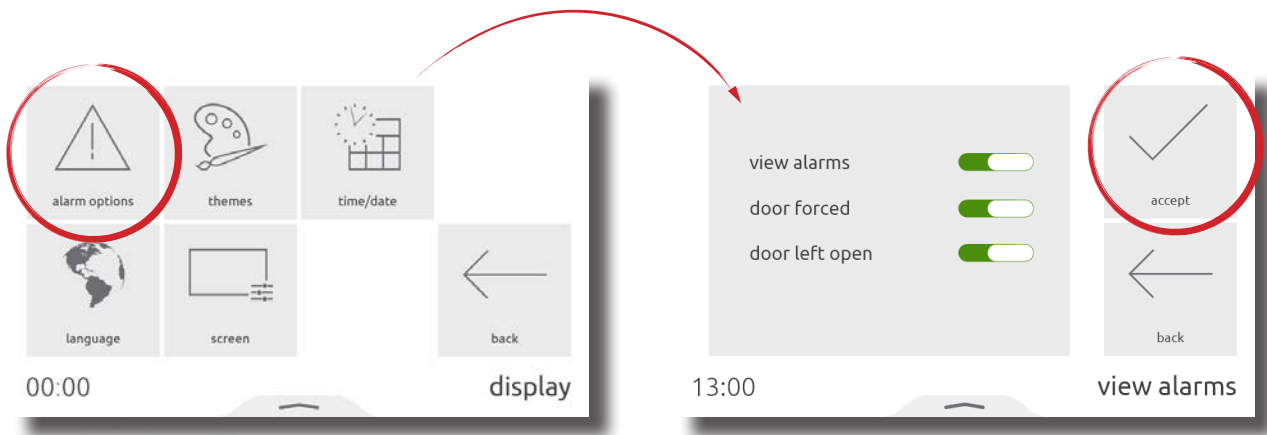 alarm options
themes
time/date
language
screen
back
00:00
display
view alarms
door forced
door left open
accept
back
13:00
view alarms